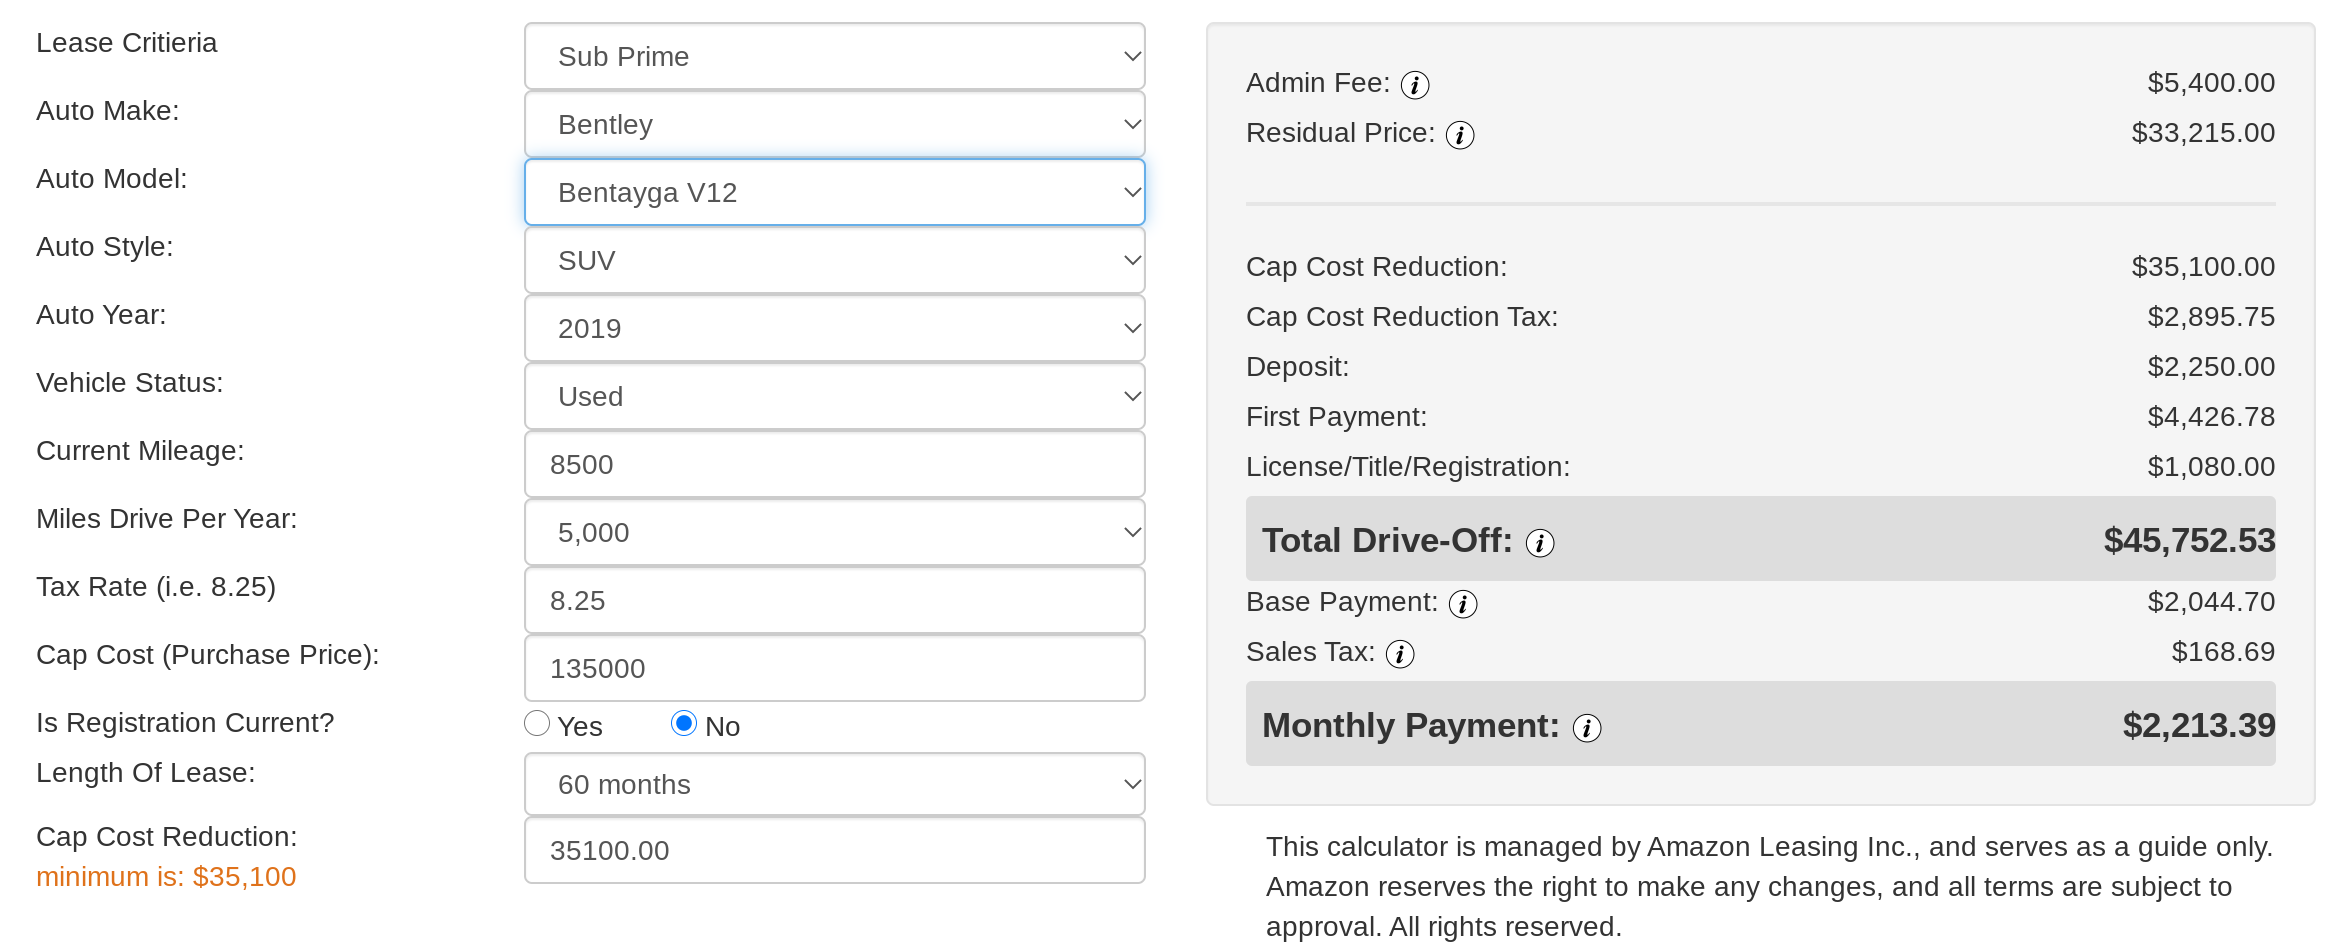 Lease Critieria
Sub Prime
Auto Make:
Bentley
Auto Model:
Bentayga V12
Auto Style:
SUV
Auto Year:
2019
Vehicle Status:
Used
Current Mileage:
8500
Miles Drive Per Year:
5,000
Tax Rate (i.e. 8.25)
8.25
Cap Cost (Purchase Price):
135000
Is Registration Current?
Yes No
Length Of Lease:
60 months
Cap Cost Reduction:
minimum is: $35,100
35100.00
Admin Fee: i $5,400.00
Residual Price: i $33,215.00
Cap Cost Reduction: $35,100.00
Cap Cost Reduction Tax: $2,895.75
Deposit: $2,250.00
First Payment: $4,426.78
License/Title/Registration: $1,080.00
Total Drive-Off: i $45,752.53
Base Payment: i $2,044.70
Sales Tax: i $168.69
Monthly Payment: i $2,213.39
This calculator is managed by Amazon Leasing Inc., and serves as a guide only.
Amazon reserves the right to make any changes, and all terms are subject to
approval. All rights reserved.